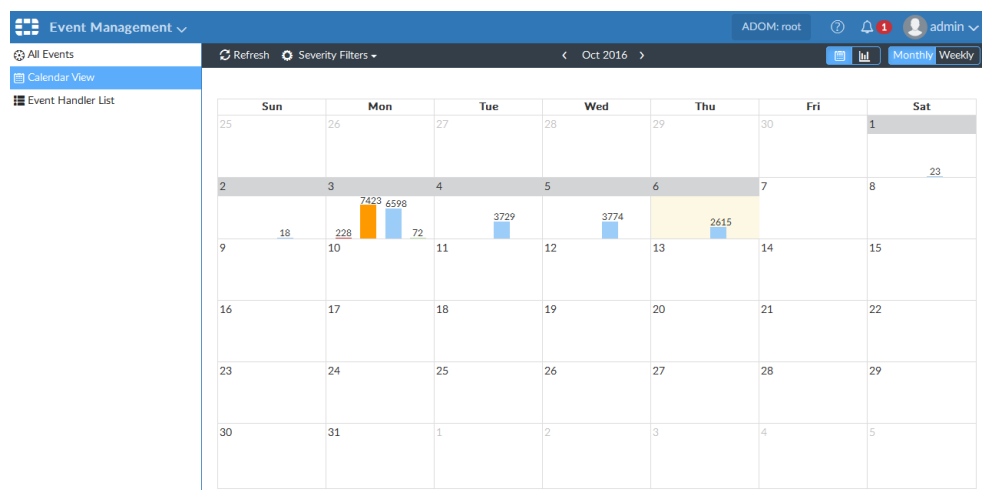 Event Management ADOM: root 1 admin
All Events
Calendar View
Event Handler List
Refresh Severity Filters Oct 2016 Monthly Weekly
Sun Mon Tue Wed Thu Fri Sat
25 26 27 28 29 30 1
23
2 3 4 5 6 7 8
18 228 7423 6598 72 3729 3774 2615
9 10 11 12 13 14 15
16 17 18 19 20 21 22
23 24 25 26 27 28 29
30 31 1 2 3 4 5